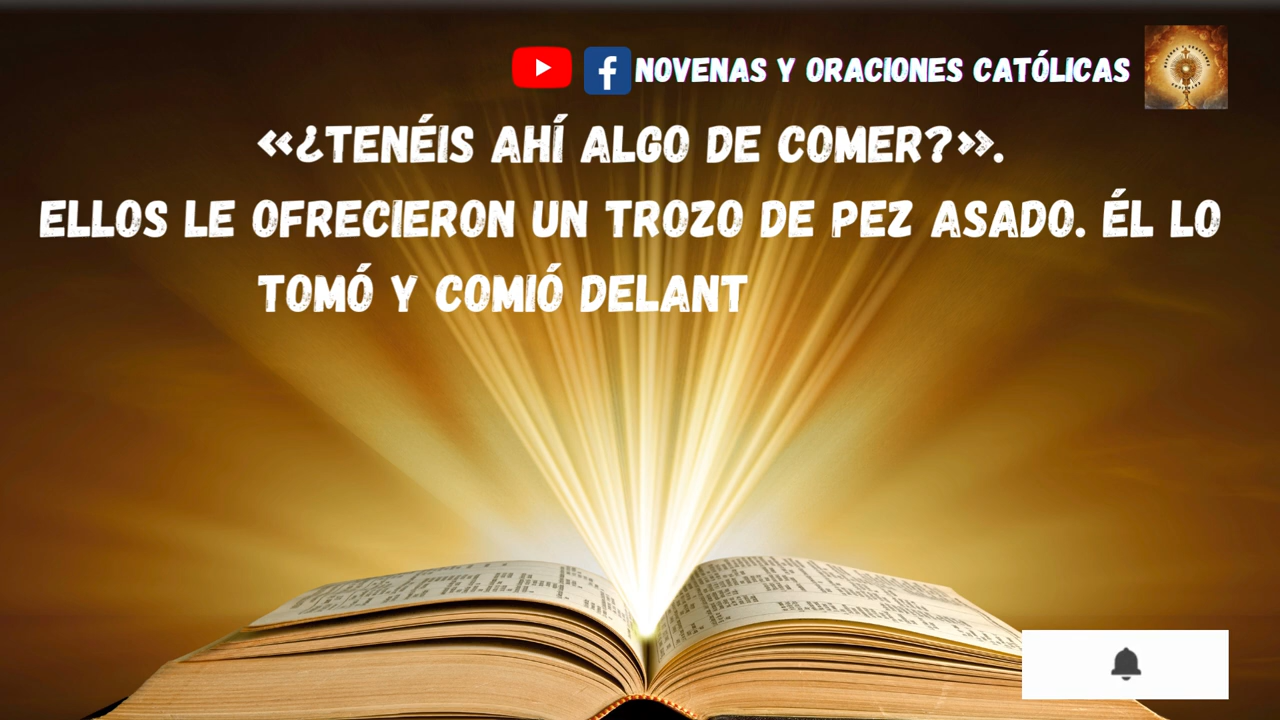 NOVENAS Y ORACIONES CATÓLICAS
«¿TENÉIS AHÍ ALGO DE COMER?».
ELLOS LE OFRECIERON UN TROZO DE PEZ ASADO. ÉL LO
TOMÓ Y COMIÓ DELANT